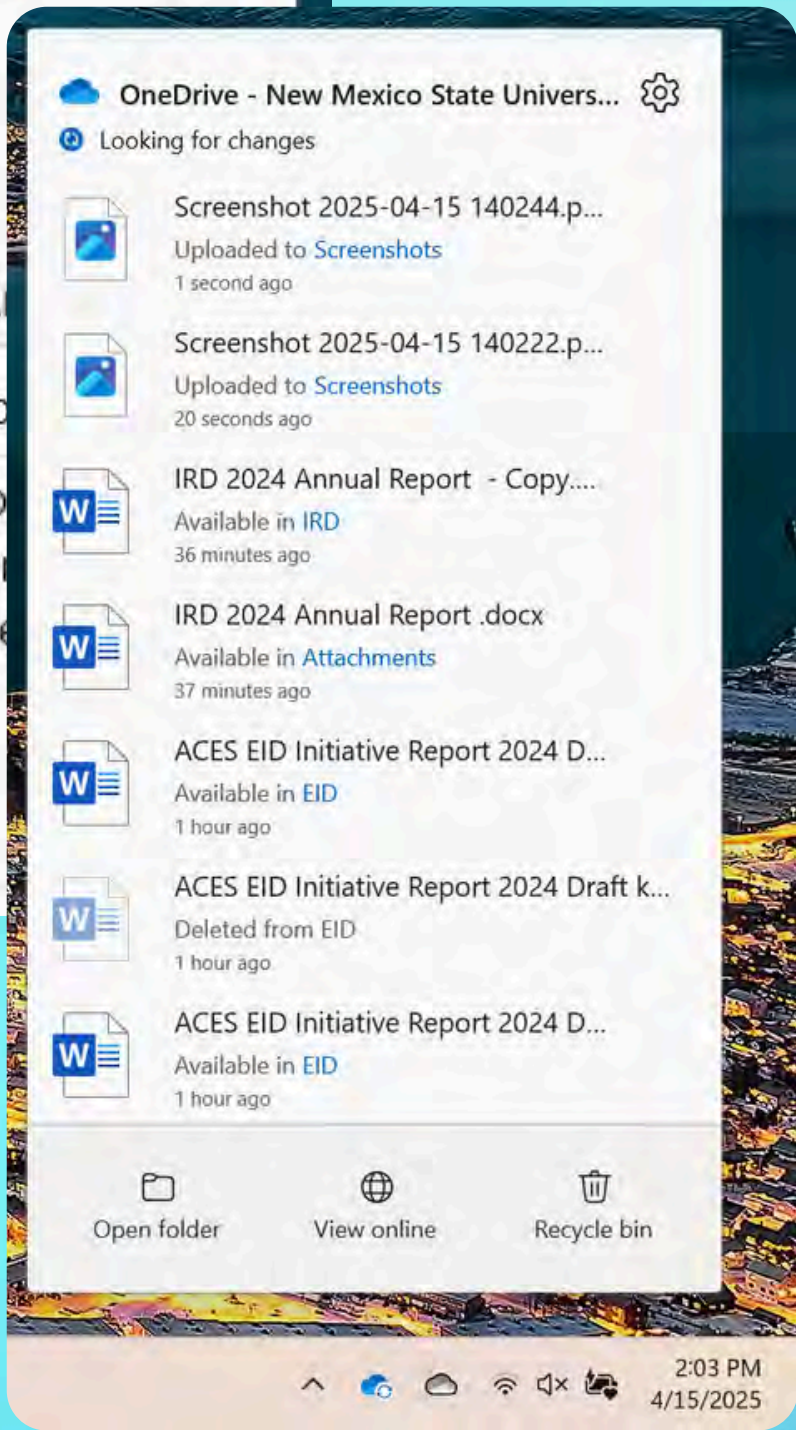 OneDrive - New Mexico State Univers...
Looking for changes
Screenshot 2025-04-15 140244.p...
Uploaded to Screenshots
1 second ago
Screenshot 2025-04-15 140222.p...
Uploaded to Screenshots
20 seconds ago
IRD 2024 Annual Report - Copy....
Available in IRD
36 minutes ago
IRD 2024 Annual Report .docx
Available in Attachments
37 minutes ago
ACES EID Initiative Report 2024 D...
Available in EID
1 hour ago
ACES EID Initiative Report 2024 Draft k...
Deleted from EID
1 hour ago
ACES EID Initiative Report 2024 D...
Available in EID
1 hour ago
Open folder
View online
Recycle bin
2:03 PM
4/15/2025